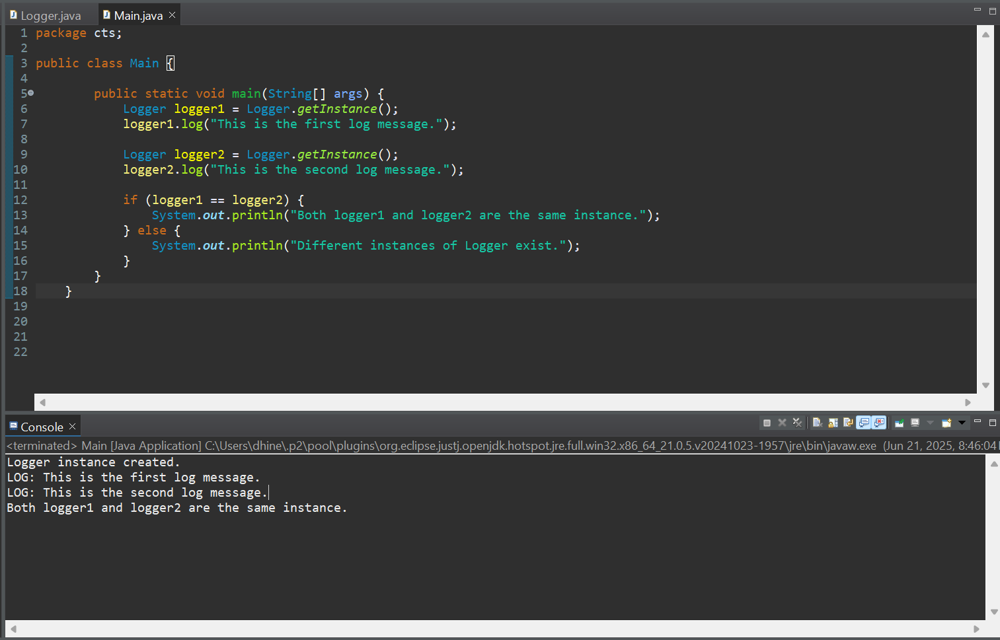 Logger.java
Main.java
1 package cts;
2
3 public class Main {
4
5 public static void main(String[] args) {
6 Logger logger1 = Logger.getInstance();
7 logger1.log("This is the first log message.");
8
9 Logger logger2 = Logger.getInstance();
10 logger2.log("This is the second log message.");
11
12 if (logger1 == logger2) {
13 System.out.println("Both logger1 and logger2 are the same instance.");
14 } else {
15 System.out.println("Different instances of Logger exist.");
16 }
17 }
18 }
19
20
21
22
Console
<terminated> Main [Java Application] C:\Users\dhine\.p2\pool\plugins\org.eclipse.justj.openjdk.hotspot.jre.full.win32.x86_64_21.0.5.v20241023-1957\jre\bin\javaw.exe (Jun 21, 2025, 8:46:04
Logger instance created.
LOG: This is the first log message.
LOG: This is the second log message.
Both logger1 and logger2 are the same instance.